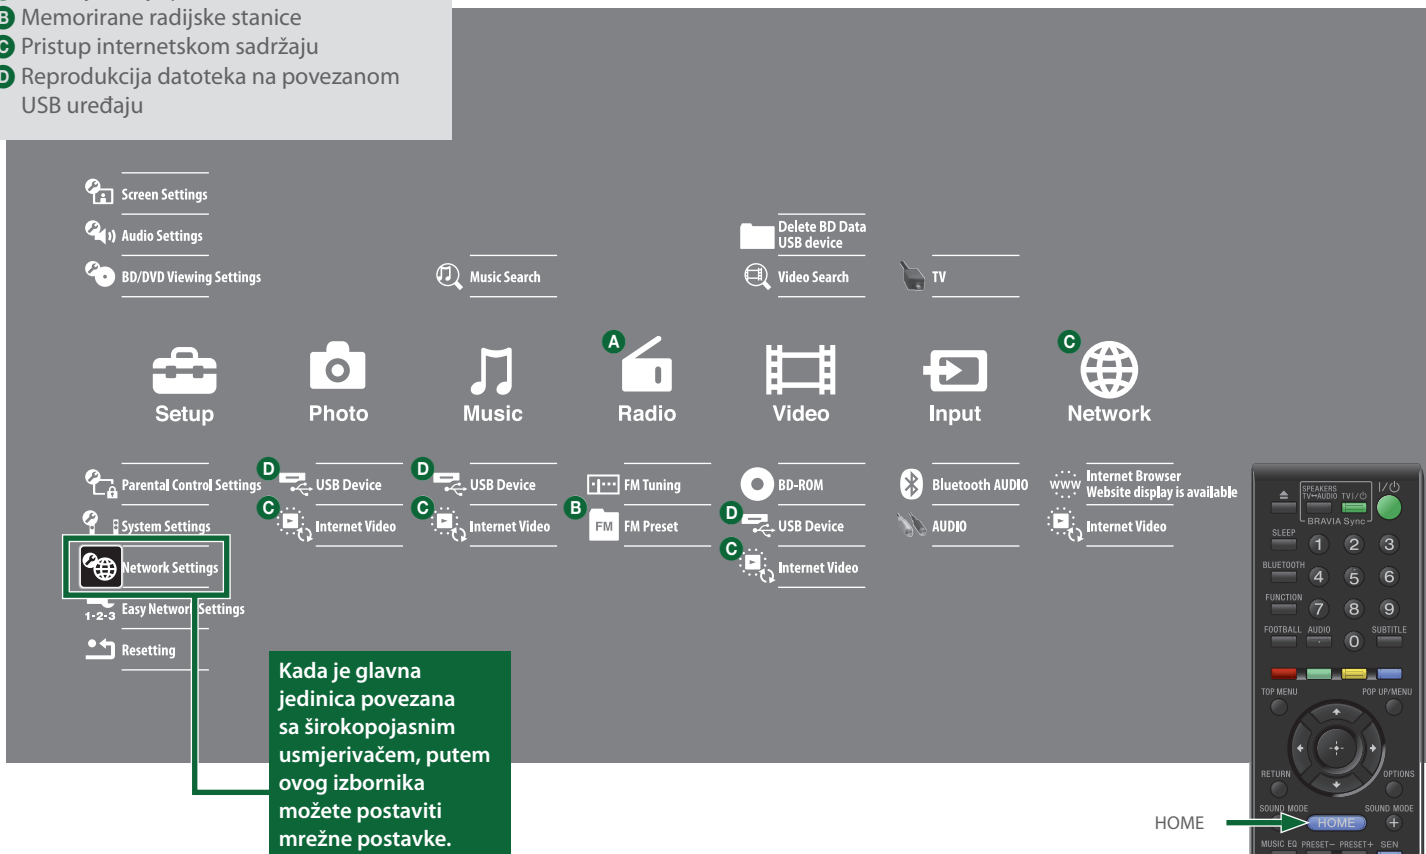 B Memorirane radijske stanice
C Pristup internetskom sadržaju
D Reprodukcija datoteka na povezanom
USB uređaju
Screen Settings
Audio Settings
BD/DVD Viewing Settings
Music Search
Delete BD Data
USB device
Video Search
TV
A
C
Setup
Photo
Music
Radio
Video
Input
Network
Parental Control Settings
System Settings
Network Settings
1-2-3 Easy Network Settings
Resetting
D USB Device
C Internet Video
D USB Device
C Internet Video
FM Tuning
B FM FM Preset
BD-ROM
D USB Device
C Internet Video
Bluetooth AUDIO
AUDIO
www Internet Browser
Website display is available
Internet Video
Kada je glavna
jedinica povezana
sa širokopojasnim
usmjerivačem, putem
ovog izbornika
možete postaviti
mrežne postavke.
HOME
SPEAKERS
TV↔AUDIO TV I/⏻
I/⏻
BRAVIA Sync
SLEEP
1 2 3
BLUETOOTH
4 5 6
FUNCTION
7 8 9
FOOTBALL AUDIO 0 SUBTITLE
TOP MENU POP UP/MENU
RETURN OPTIONS
SOUND MODE SOUND MODE
HOME +
MUSIC EQ PRESET– PRESET+ SEN